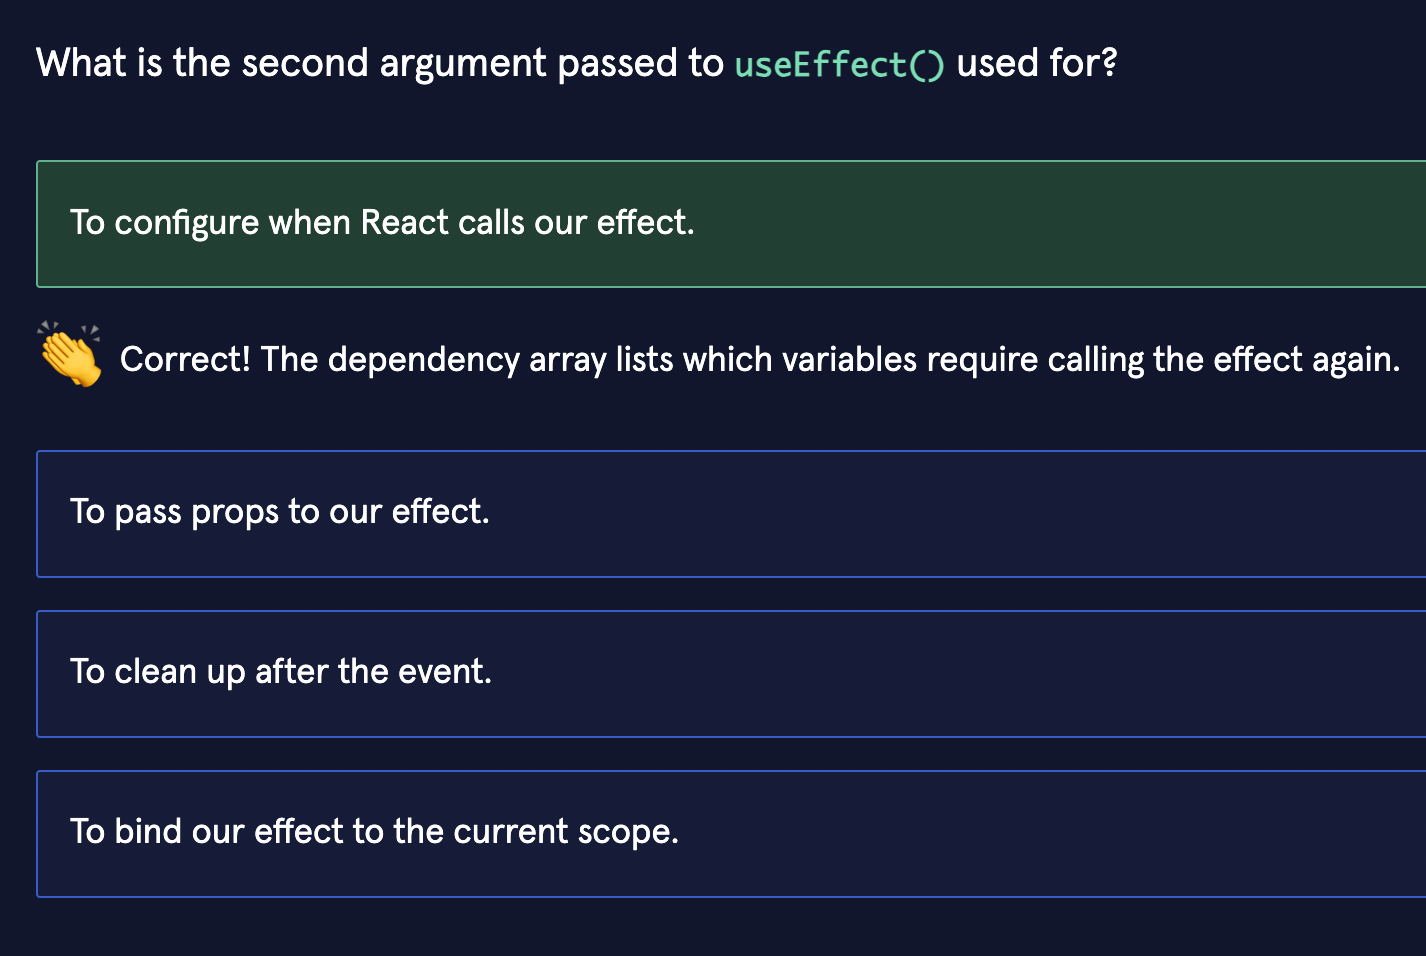 What is the second argument passed to useEffect() used for?
To configure when React calls our effect.
Correct! The dependency array lists which variables require calling the effect again.
To pass props to our effect.
To clean up after the event.
To bind our effect to the current scope.